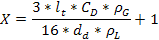 X = (3 * l_t * C_D * ρ_G) / (16 * d_d * ρ_L) + 1